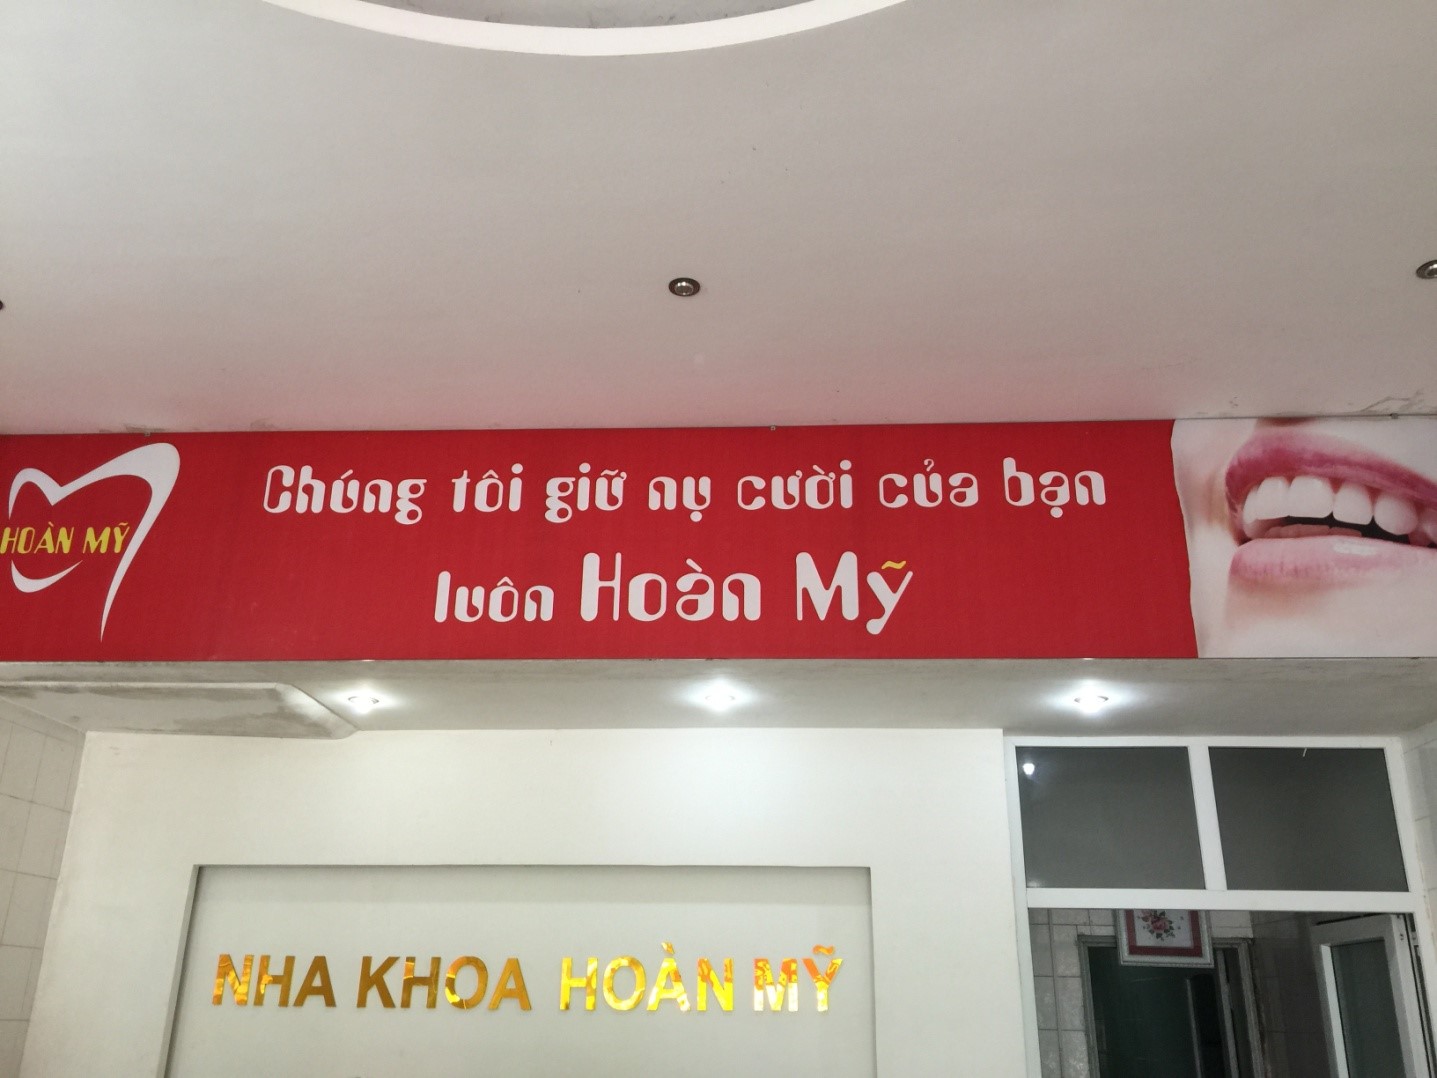 HOÀN MỸ
Chúng tôi giữ nụ cười của bạn
luôn Hoàn Mỹ
NHA KHOA HOÀN MỸ